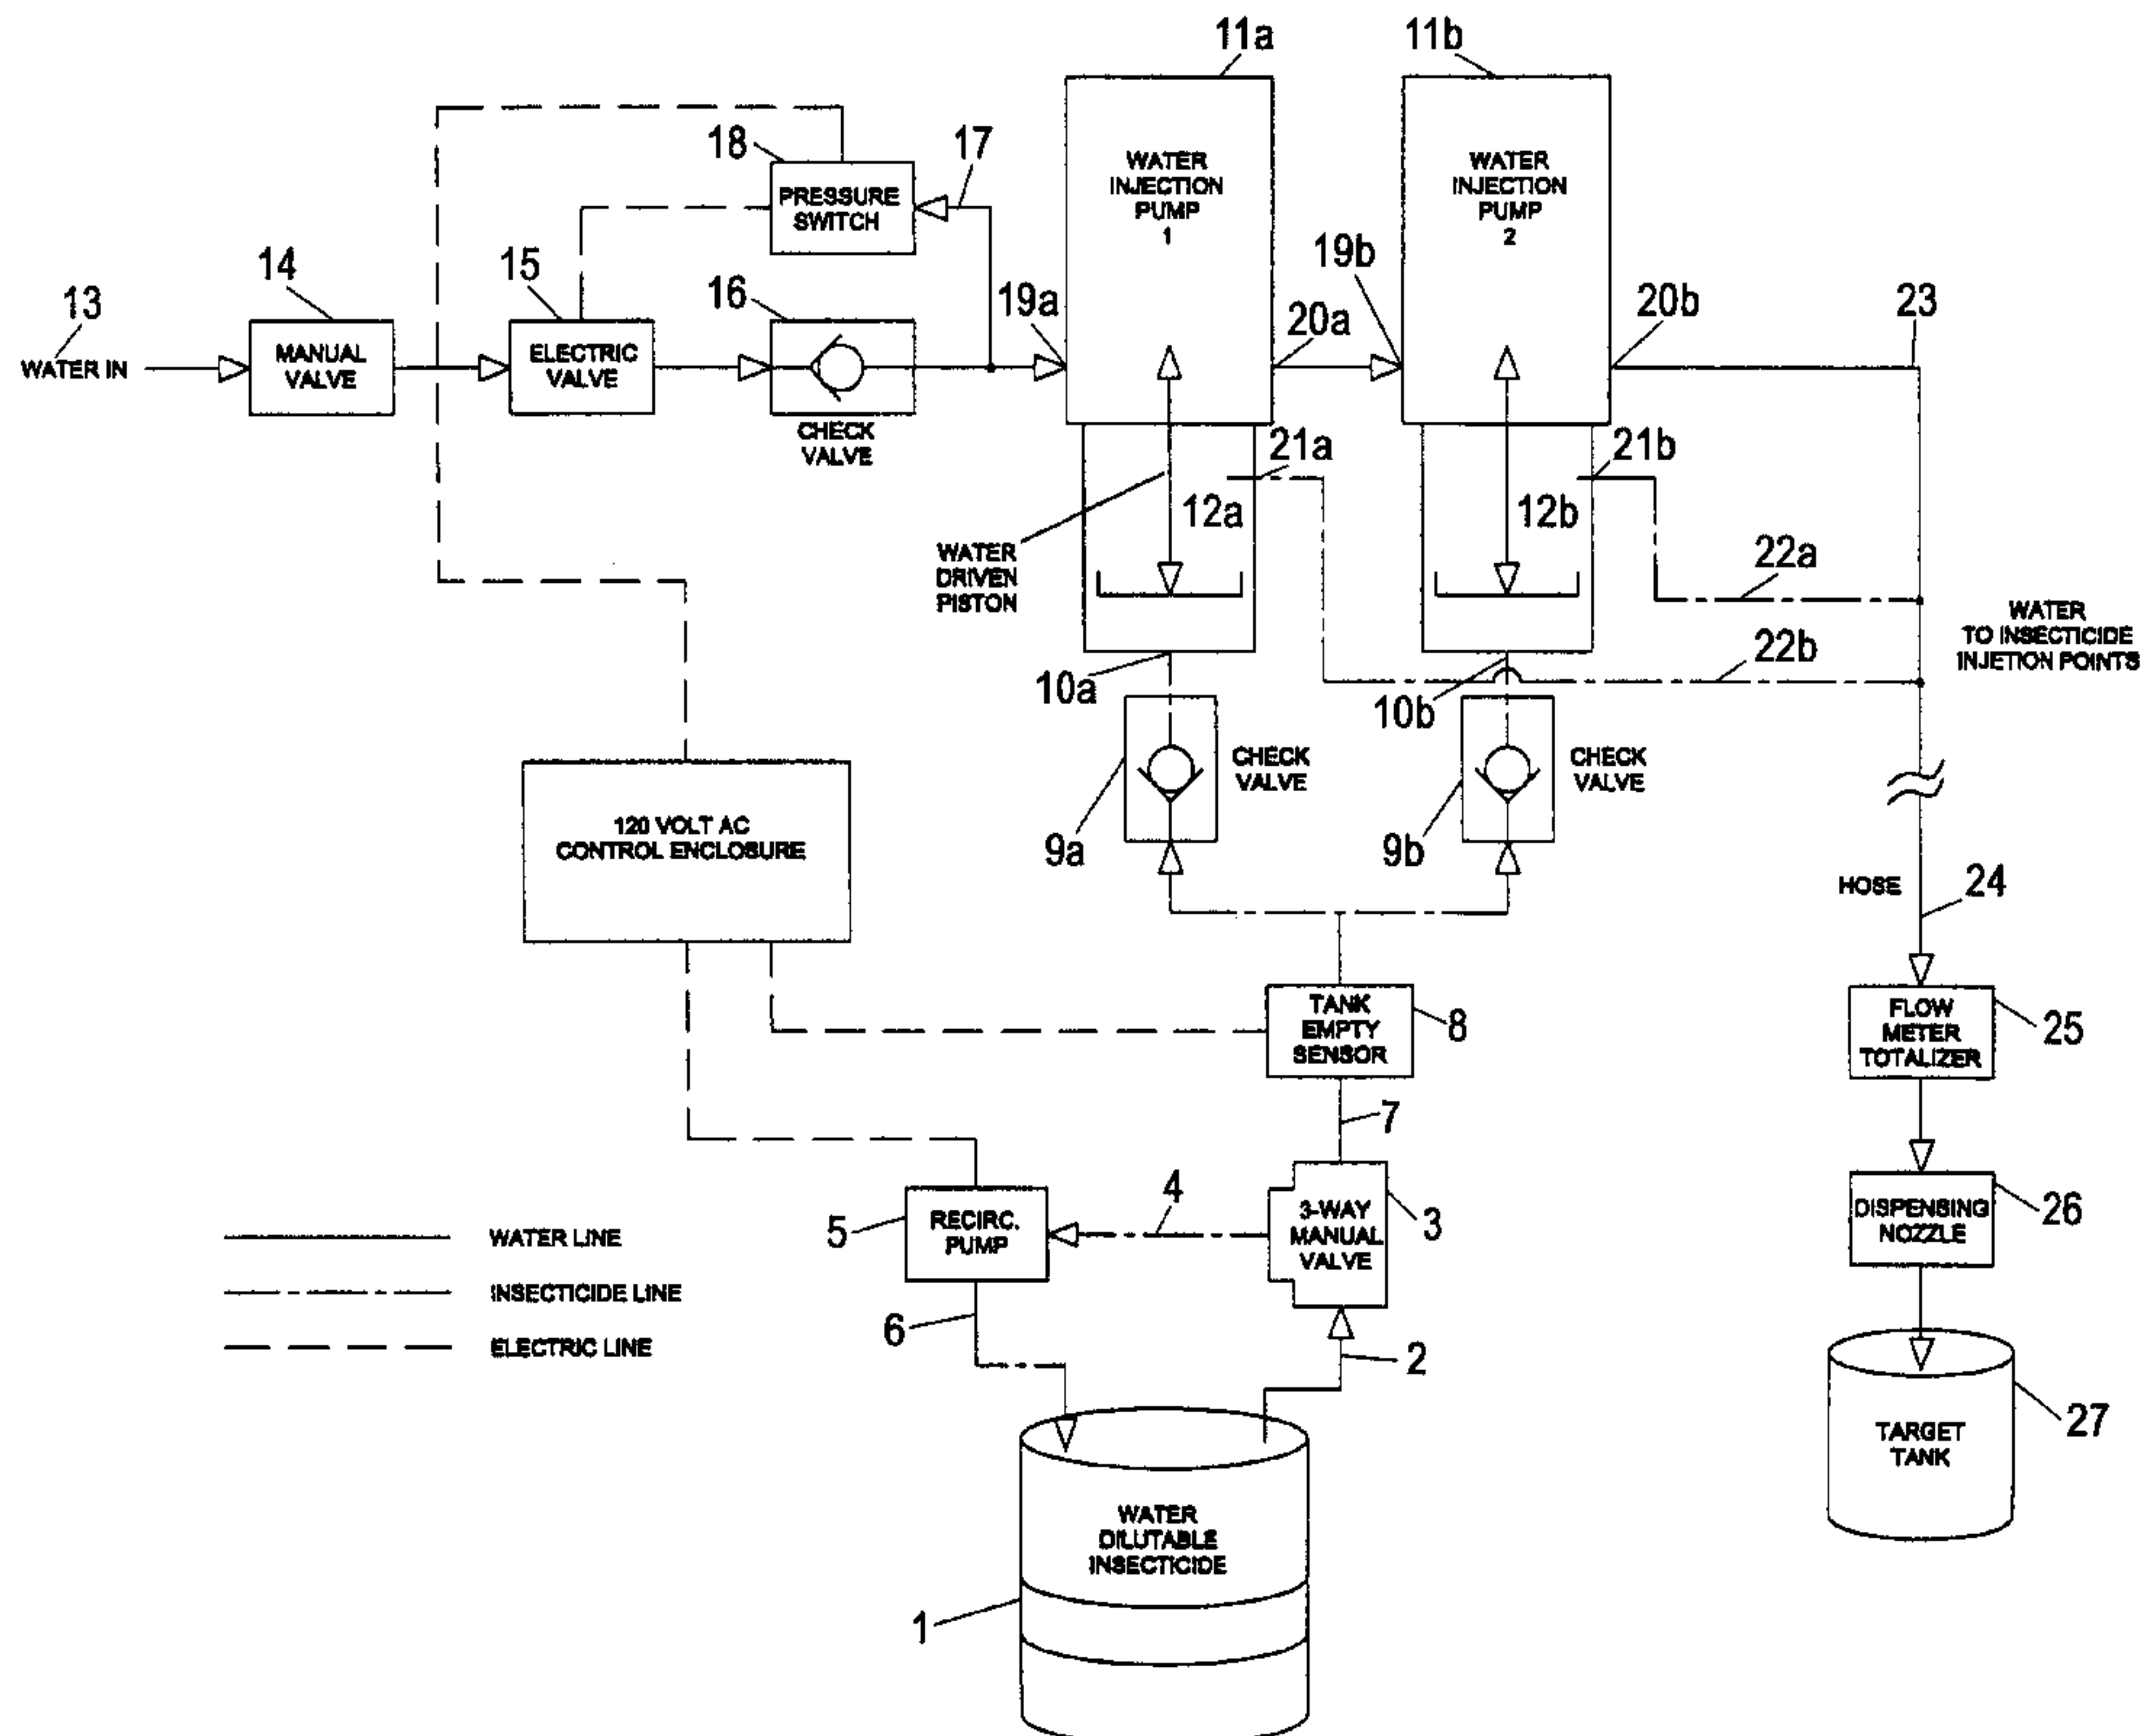 11a
11b
18
17
WATER
INJECTION
PUMP
1
WATER
INJECTION
PUMP
2
PRESSURE
SWITCH
13
14
15
16
19a
20a
19b
20b
23
WATER IN
MANUAL
VALVE
ELECTRIC
VALVE
CHECK
VALVE
21a
21b
12a
12b
WATER
DRIVEN
PISTON
22a
22b
WATER
TO INSECTICIDE
INJETION POINTS
10a
10b
CHECK
VALVE
CHECK
VALVE
9a
9b
120 VOLT AC
CONTROL ENCLOSURE
HOSE
24
TANK
EMPTY
SENSOR
8
FLOW
METER
TOTALIZER
25
7
4
5
RECIRC.
PUMP
3-WAY
MANUAL
VALVE
3
DISPENSING
NOZZLE
26
WATER LINE
INSECTICIDE LINE
ELECTRIC LINE
6
2
TARGET
TANK
27
WATER
DILUTABLE
INSECTICIDE
1